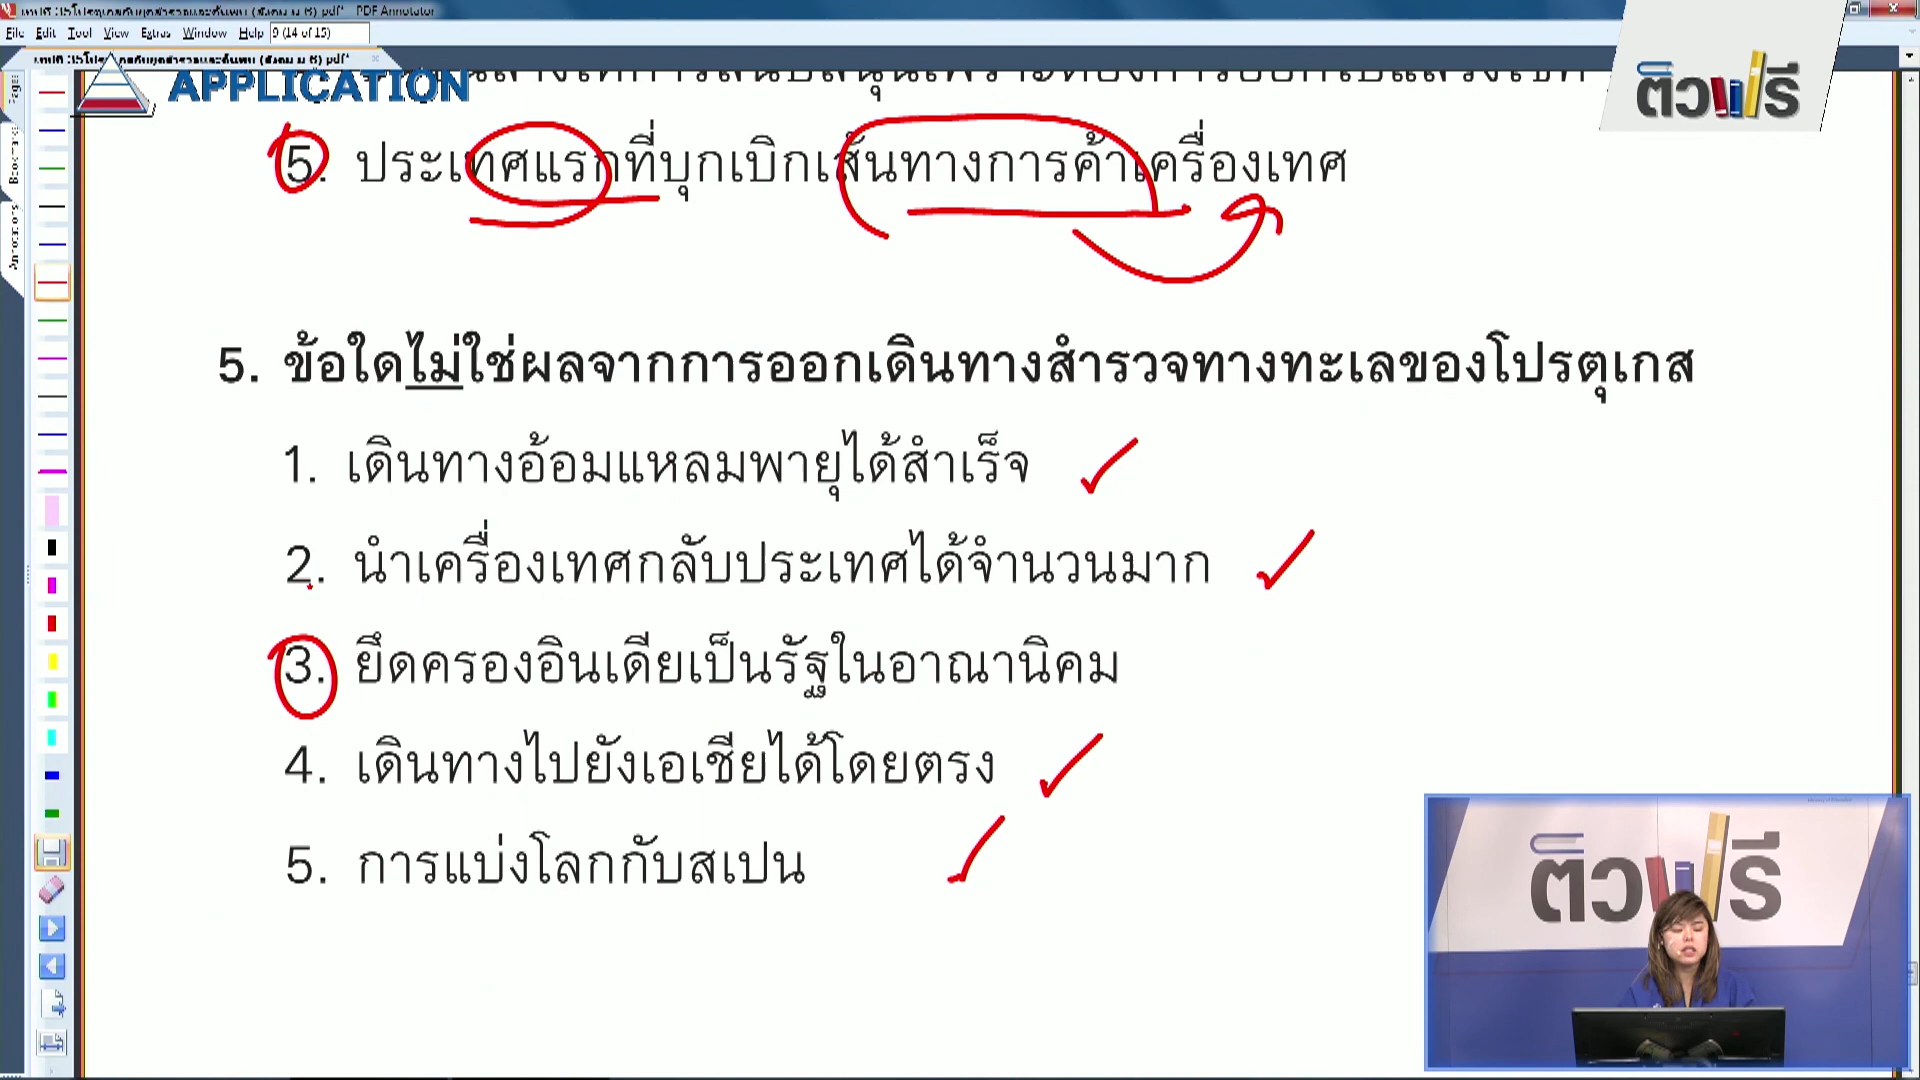 File Edit Tool View Extras Window Help 9 (14 of 15)
APPLICATION
ติวฟรี
5. ประเทศแรกที่บุกเบิกเส้นทางการค้าเครื่องเทศ
5. ข้อใดไม่ใช่ผลจากการออกเดินทางสำรวจทางทะเลของโปรตุเกส
1. เดินทางอ้อมแหลมพายุได้สำเร็จ
2. นำเครื่องเทศกลับประเทศได้จำนวนมาก
3. ยึดครองอินเดียเป็นรัฐในอาณานิคม
4. เดินทางไปยังเอเชียได้โดยตรง
5. การแบ่งโลกกับสเปน
ติวฟรี